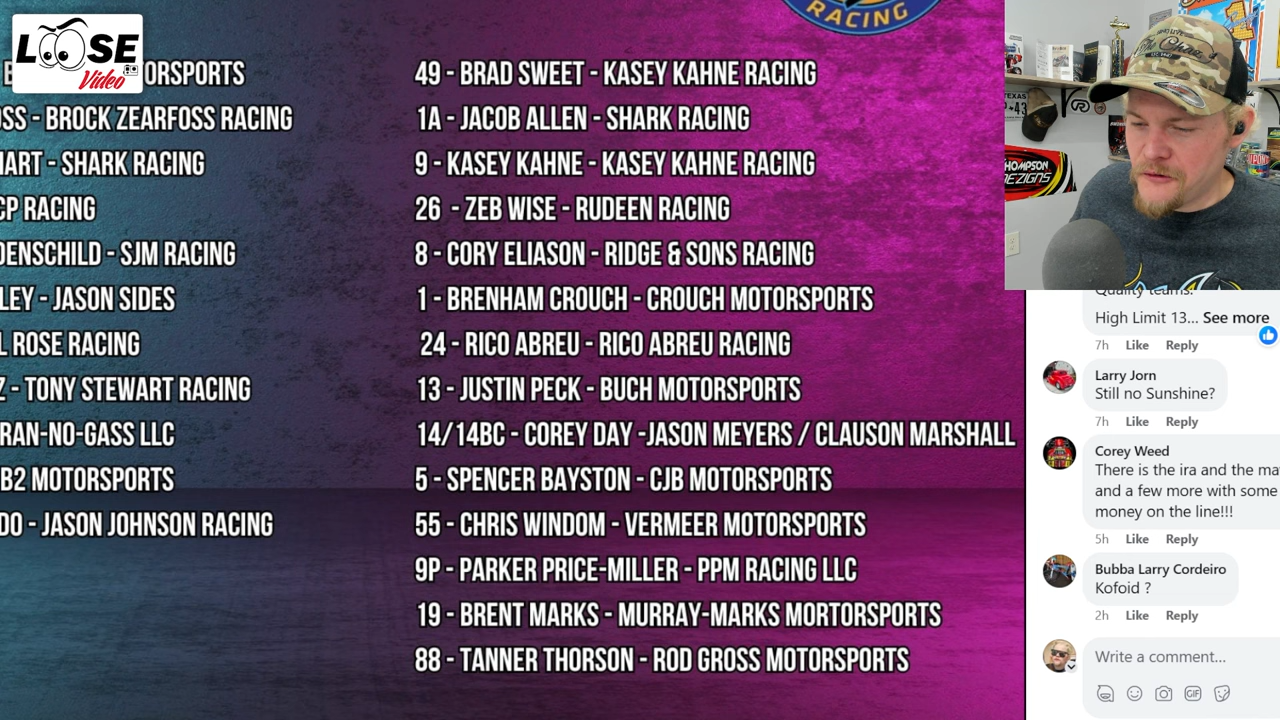 LOOSE
Video
RACING
ORSPORTS
OSS - BROCK ZEARFOSS RACING
HART - SHARK RACING
CP RACING
DENSCHILD - SJM RACING
LEY - JASON SIDES
L ROSE RACING
Z - TONY STEWART RACING
RAN-NO-GASS LLC
B2 MOTORSPORTS
DO - JASON JOHNSON RACING
49 - BRAD SWEET - KASEY KAHNE RACING
1A - JACOB ALLEN - SHARK RACING
9 - KASEY KAHNE - KASEY KAHNE RACING
26 - ZEB WISE - RUDEEN RACING
8 - CORY ELIASON - RIDGE & SONS RACING
1 - BRENHAM CROUCH - CROUCH MOTORSPORTS
24 - RICO ABREU - RICO ABREU RACING
13 - JUSTIN PECK - BUCH MOTORSPORTS
14/14BC - COREY DAY -JASON MEYERS / CLAUSON MARSHALL
5 - SPENCER BAYSTON - CJB MOTORSPORTS
55 - CHRIS WINDOM - VERMEER MOTORSPORTS
9P - PARKER PRICE-MILLER - PPM RACING LLC
19 - BRENT MARKS - MURRAY-MARKS MORTORSPORTS
88 - TANNER THORSON - ROD GROSS MOTORSPORTS
TEXAS
THOMPSON
DEZIGNS
Quality teams.
High Limit 13... See more
7h Like Reply
Larry Jorn
Still no Sunshine?
7h Like Reply
Corey Weed
There is the ira and the ma
and a few more with some
money on the line!!!
5h Like Reply
Bubba Larry Cordeiro
Kofoid ?
2h Like Reply
Write a comment...
GIF